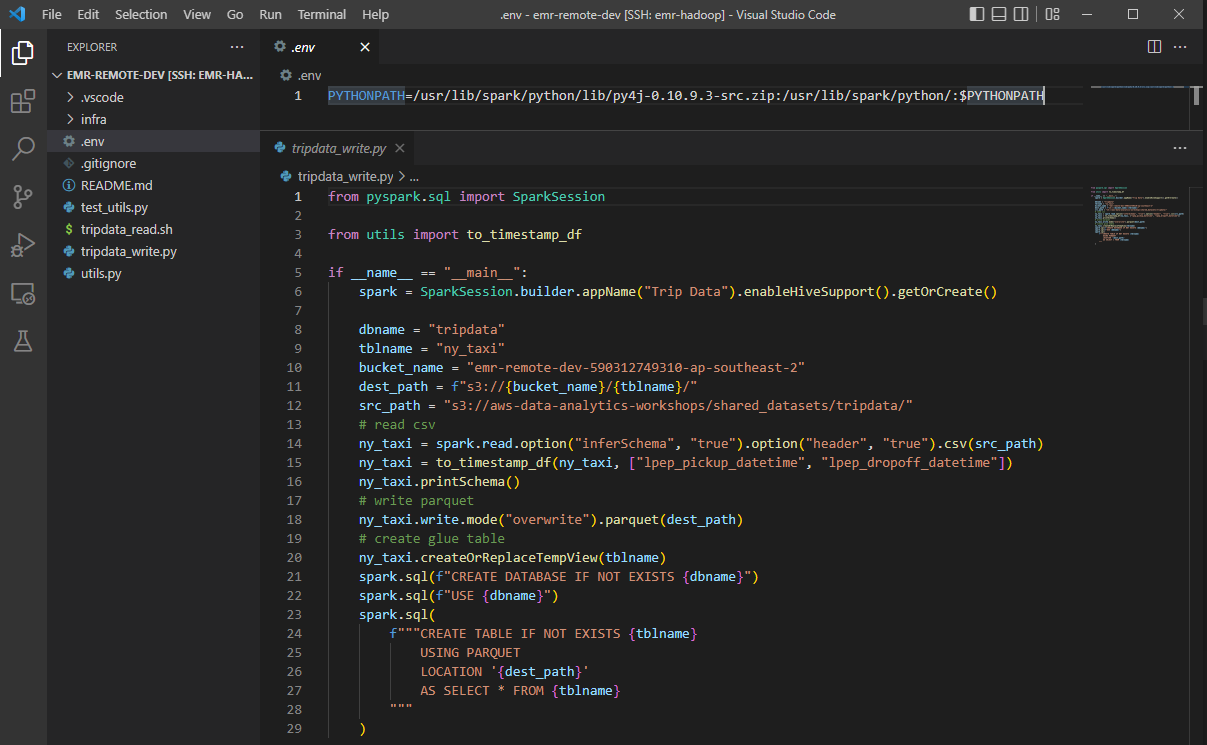 File Edit Selection View Go Run Terminal Help .env - emr-remote-dev [SSH: emr-hadoop] - Visual Studio Code
EXPLORER ...
EMR-REMOTE-DEV [SSH: EMR-HA...
.vscode
infra
.env
.gitignore
README.md
test_utils.py
$ tripdata_read.sh
tripdata_write.py
utils.py
.env
.env
1 PYTHONPATH=/usr/lib/spark/python/lib/py4j-0.10.9.3-src.zip:/usr/lib/spark/python/:$PYTHONPATH
tripdata_write.py
tripdata_write.py > ...
1 from pyspark.sql import SparkSession
2
3 from utils import to_timestamp_df
4
5 if __name__ == "__main__":
6     spark = SparkSession.builder.appName("Trip Data").enableHiveSupport().getOrCreate()
7
8     dbname = "tripdata"
9     tblname = "ny_taxi"
10     bucket_name = "emr-remote-dev-590312749310-ap-southeast-2"
11     dest_path = f"s3://{bucket_name}/{tblname}/"
12     src_path = "s3://aws-data-analytics-workshops/shared_datasets/tripdata/"
13     # read csv
14     ny_taxi = spark.read.option("inferSchema", "true").option("header", "true").csv(src_path)
15     ny_taxi = to_timestamp_df(ny_taxi, ["lpep_pickup_datetime", "lpep_dropoff_datetime"])
16     ny_taxi.printSchema()
17     # write parquet
18     ny_taxi.write.mode("overwrite").parquet(dest_path)
19     # create glue table
20     ny_taxi.createOrReplaceTempView(tblname)
21     spark.sql(f"CREATE DATABASE IF NOT EXISTS {dbname}")
22     spark.sql(f"USE {dbname}")
23     spark.sql(
24         f"""CREATE TABLE IF NOT EXISTS {tblname}
25             USING PARQUET
26             LOCATION '{dest_path}'
27             AS SELECT * FROM {tblname}
28         """
29     )